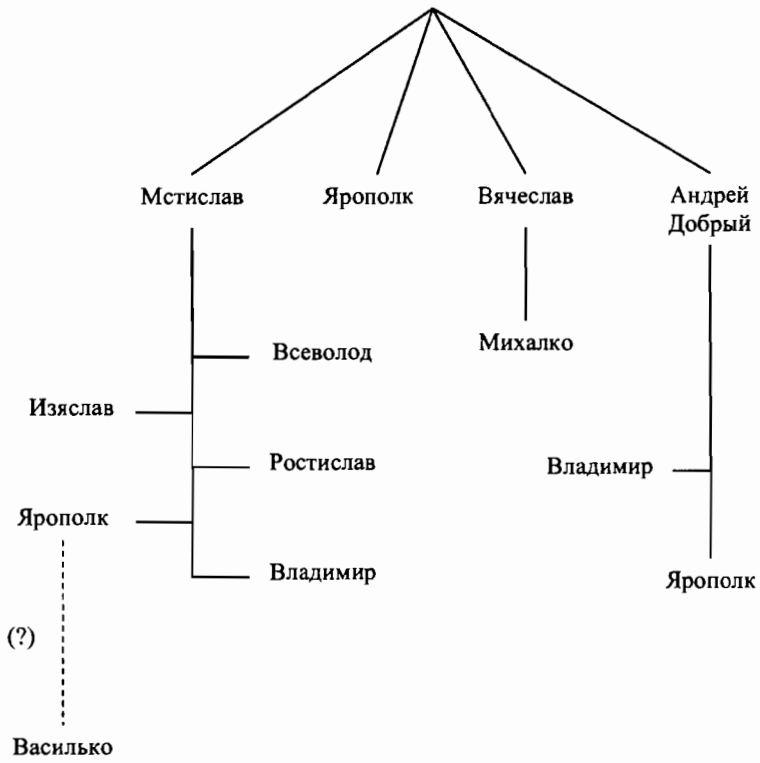 Мстислав
Ярополк
Вячеслав
Андрей
Добрый
Всеволод
Михалко
Изяслав
Ростислав
Владимир
Ярополк
Владимир
Ярополк
(?)
Василько